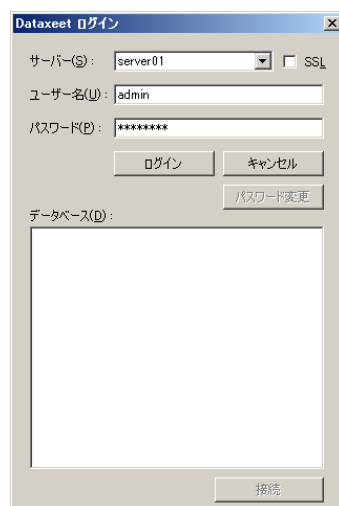 Dataxeet ログイン
サーバー(S): server01 SSL
ユーザー名(U): admin
パスワード(P): ********
ログイン キャンセル
パスワード変更
データベース(D):
接続